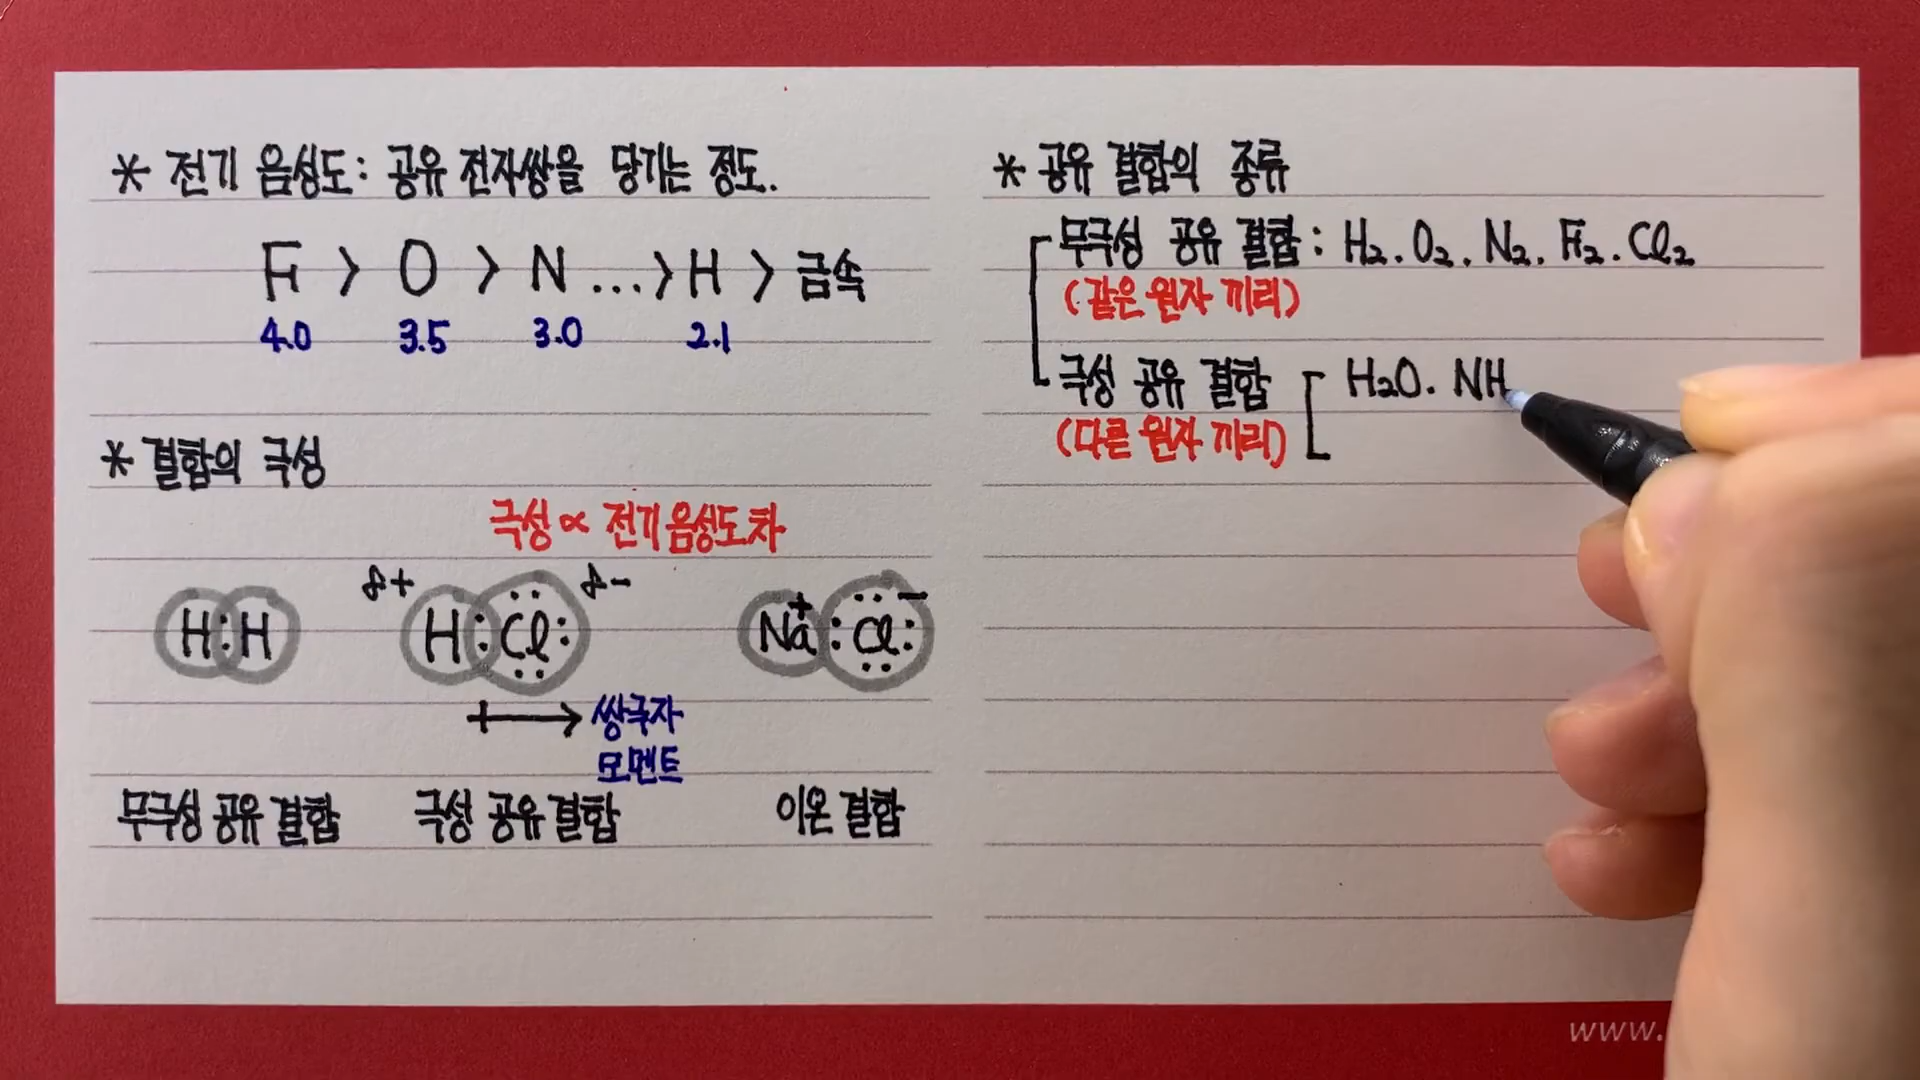 * 전기 음성도: 공유 전자쌍을 당기는 정도.
F > O > N ... > H > 금속
4.0 3.5 3.0 2.1
* 결합의 극성
극성 ∝ 전기 음성도 차
δ+ δ-
H:H H:Cl: Na+ :Cl:-
쌍극자
모멘트
무극성 공유 결합 극성 공유 결합 이온 결합
* 공유 결합의 종류
무극성 공유 결합: H2. O2. N2. F2. Cl2
(같은 원자 끼리)
극성 공유 결합 H2O. NH
(다른 원자 끼리)
www.